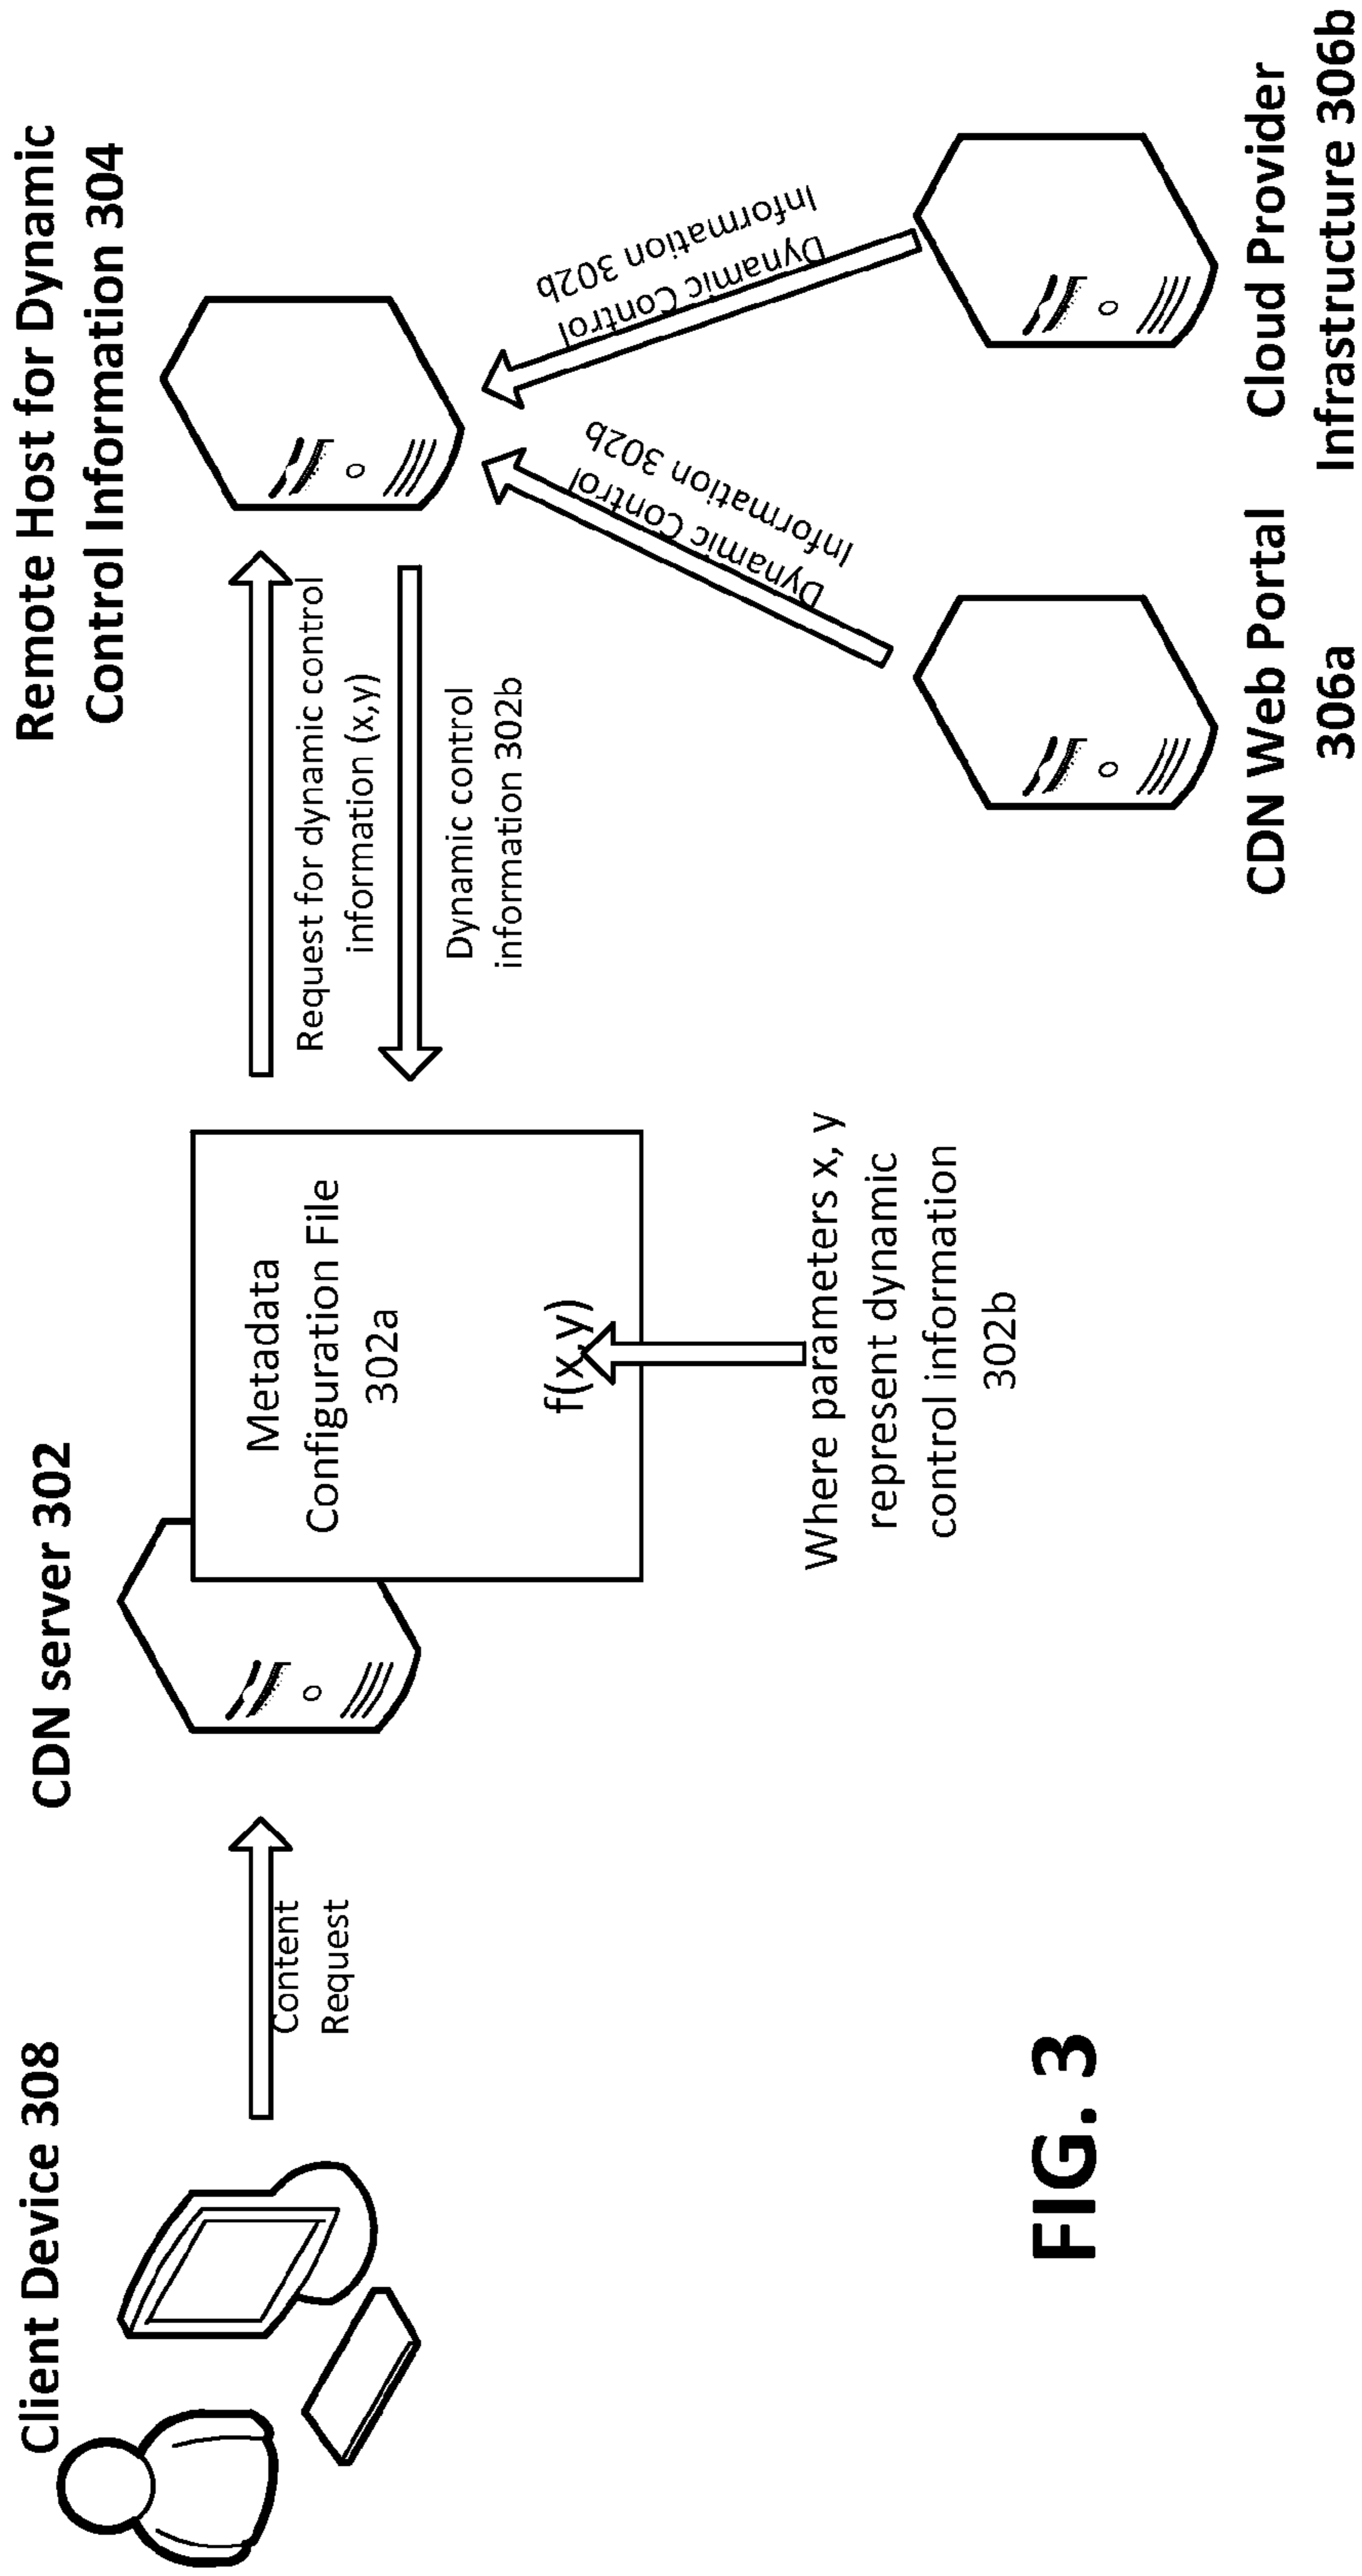 Client Device 308
CDN server 302
Remote Host for Dynamic
Control Information 304
Content
Request
Metadata
Configuration File
302a
f(x,y)
Where parameters x, y
represent dynamic
control information
302b
Request for dynamic control
information (x,y)
Dynamic control
information 302b
Dynamic Control
Information 302b
Dynamic Control
Information 302b
CDN Web Portal
306a
Cloud Provider
Infrastructure 306b
FIG. 3